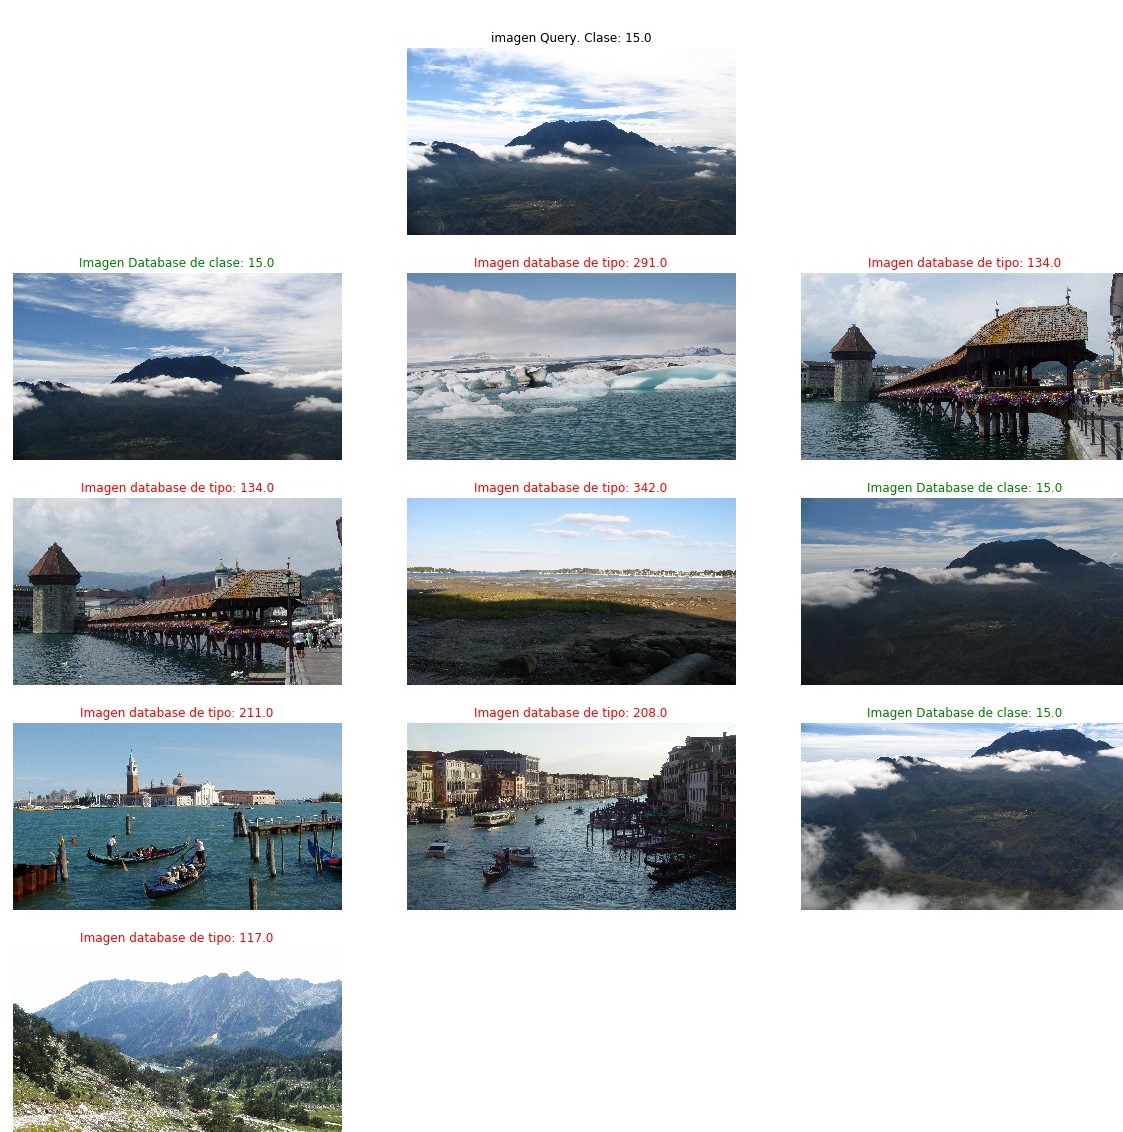 imagen Query. Clase: 15.0
Imagen Database de clase: 15.0
Imagen database de tipo: 291.0
Imagen database de tipo: 134.0
Imagen database de tipo: 134.0
Imagen database de tipo: 342.0
Imagen Database de clase: 15.0
Imagen database de tipo: 211.0
Imagen database de tipo: 208.0
Imagen Database de clase: 15.0
Imagen database de tipo: 117.0